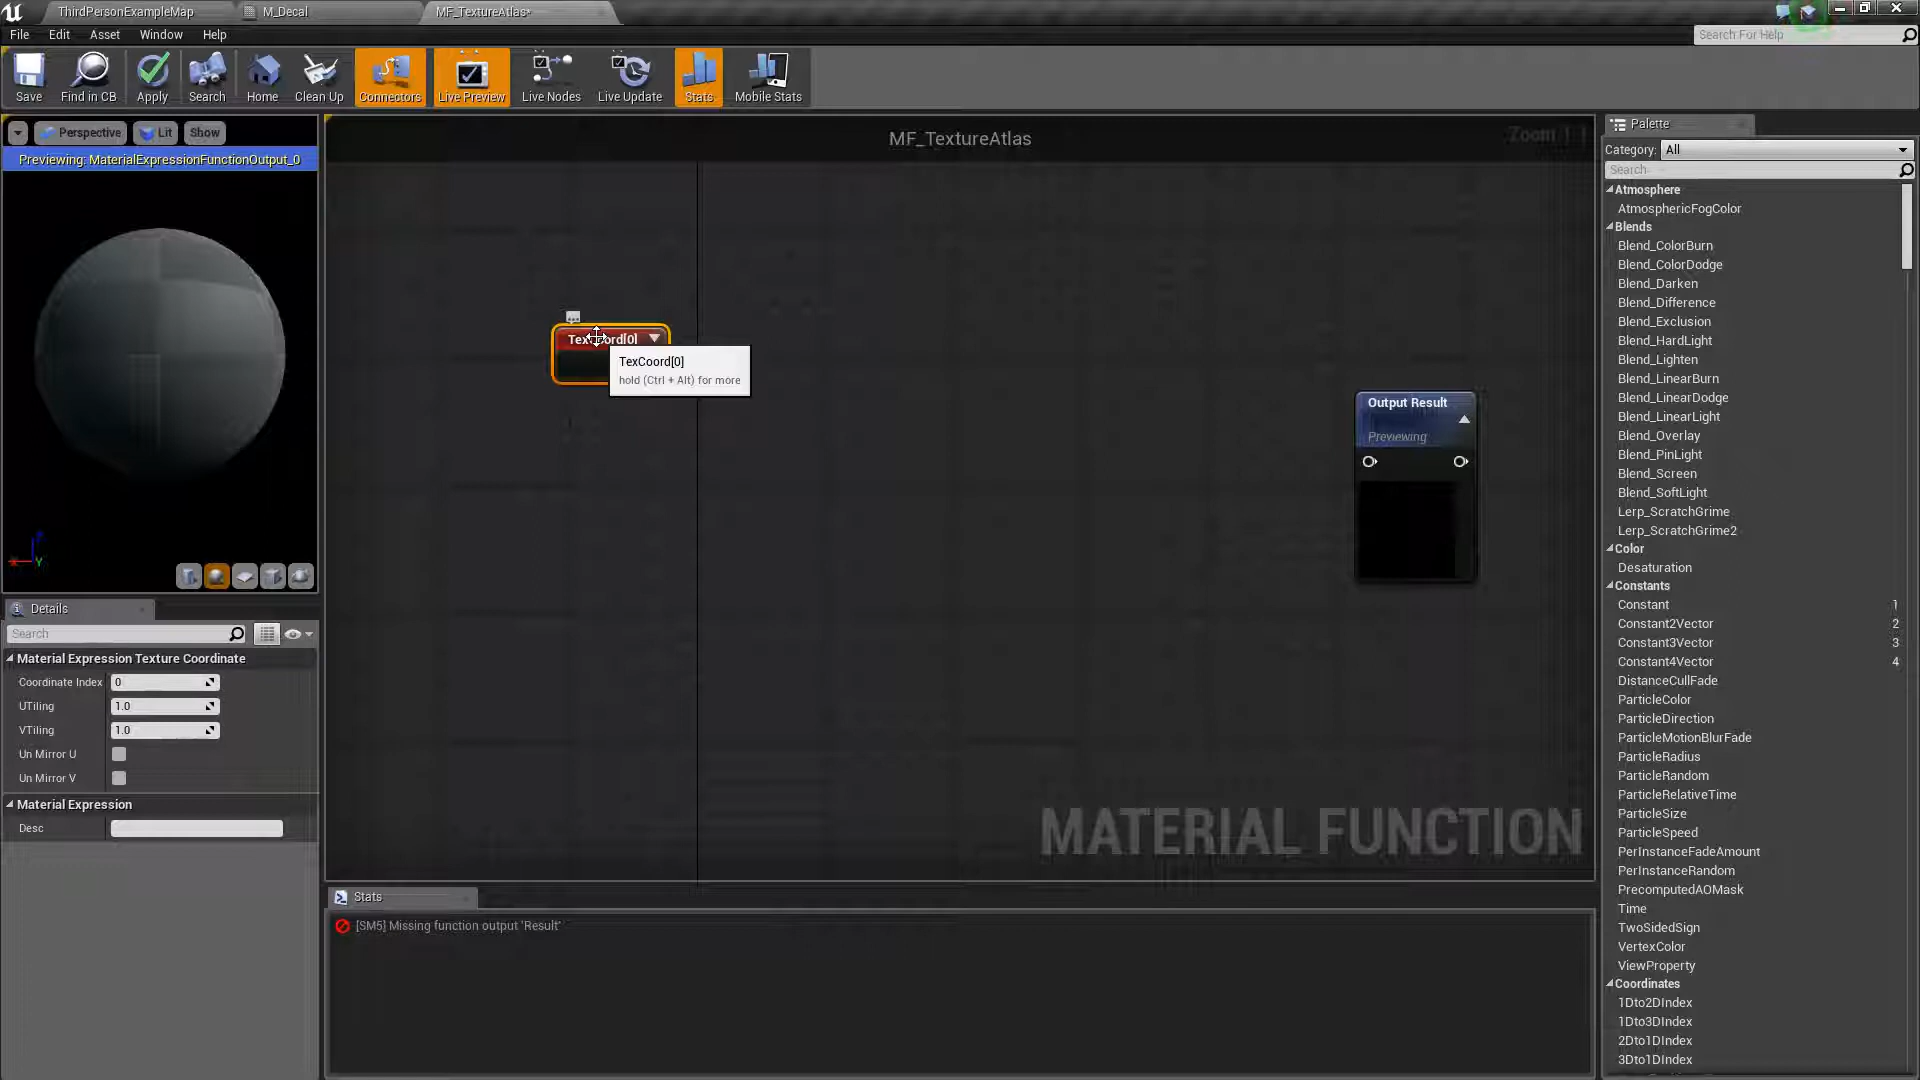 ThirdPersonExampleMap
M_Decal
MF_TextureAtlas*
File Edit Asset Window Help
Search For Help
Save
Find in CB
Apply
Search
Home
Clean Up
Connectors
Live Preview
Live Nodes
Live Update
Stats
Mobile Stats
Perspective
Lit
Show
Previewing: MaterialExpressionFunctionOutput_0
Y
Details
Search
Material Expression Texture Coordinate
Coordinate Index 0
UTiling 1.0
VTiling 1.0
Un Mirror U
Un Mirror V
Material Expression
Desc
MF_TextureAtlas
Zoom 1:1
TexCoord[0]
TexCoord[0]
hold (Ctrl + Alt) for more
Output Result
Previewing
MATERIAL FUNCTION
Stats
[SM5] Missing function output 'Result'
Palette
Category: All
Search
Atmosphere
AtmosphericFogColor
Blends
Blend_ColorBurn
Blend_ColorDodge
Blend_Darken
Blend_Difference
Blend_Exclusion
Blend_HardLight
Blend_Lighten
Blend_LinearBurn
Blend_LinearDodge
Blend_LinearLight
Blend_Overlay
Blend_PinLight
Blend_Screen
Blend_SoftLight
Lerp_ScratchGrime
Lerp_ScratchGrime2
Color
Desaturation
Constants
Constant 1
Constant2Vector 2
Constant3Vector 3
Constant4Vector 4
DistanceCullFade
ParticleColor
ParticleDirection
ParticleMotionBlurFade
ParticleRadius
ParticleRandom
ParticleRelativeTime
ParticleSize
ParticleSpeed
PerInstanceFadeAmount
PerInstanceRandom
PrecomputedAOMask
Time
TwoSidedSign
VertexColor
ViewProperty
Coordinates
1Dto2DIndex
1Dto3DIndex
2Dto1DIndex
3Dto1DIndex